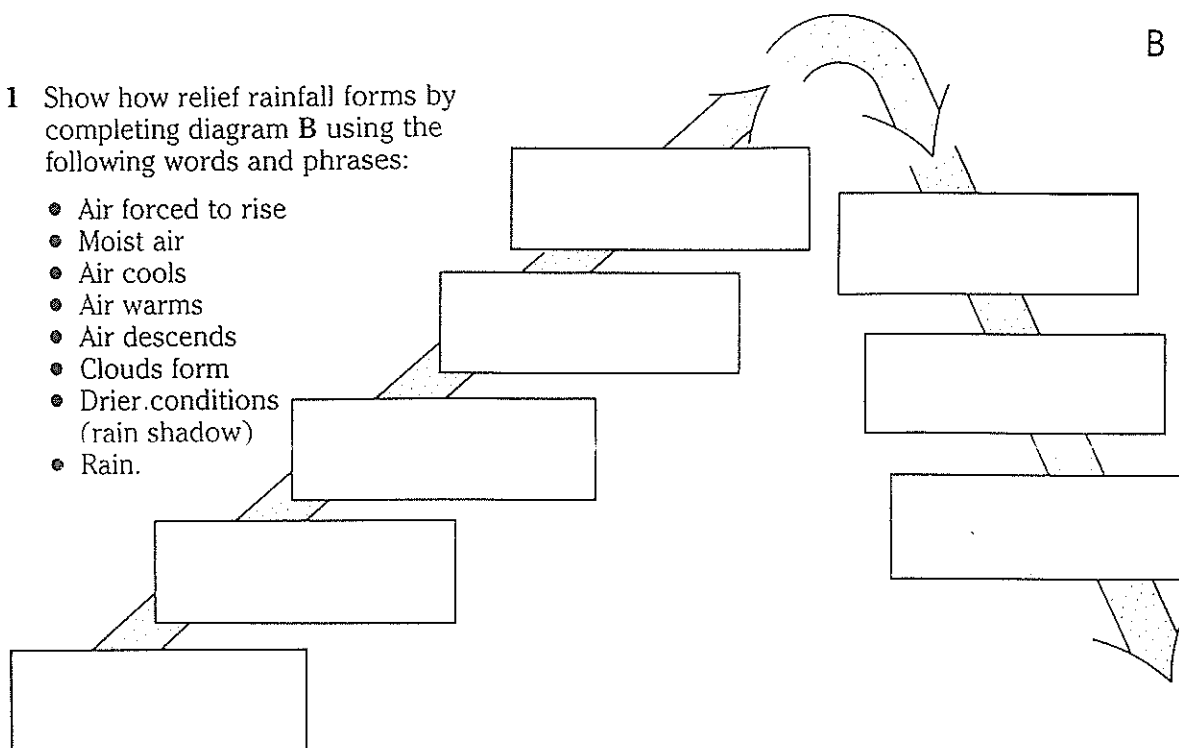 B
1 Show how relief rainfall forms by
completing diagram B using the
following words and phrases:
• Air forced to rise
• Moist air
• Air cools
• Air warms
• Air descends
• Clouds form
• Drier.conditions
(rain shadow)
• Rain.